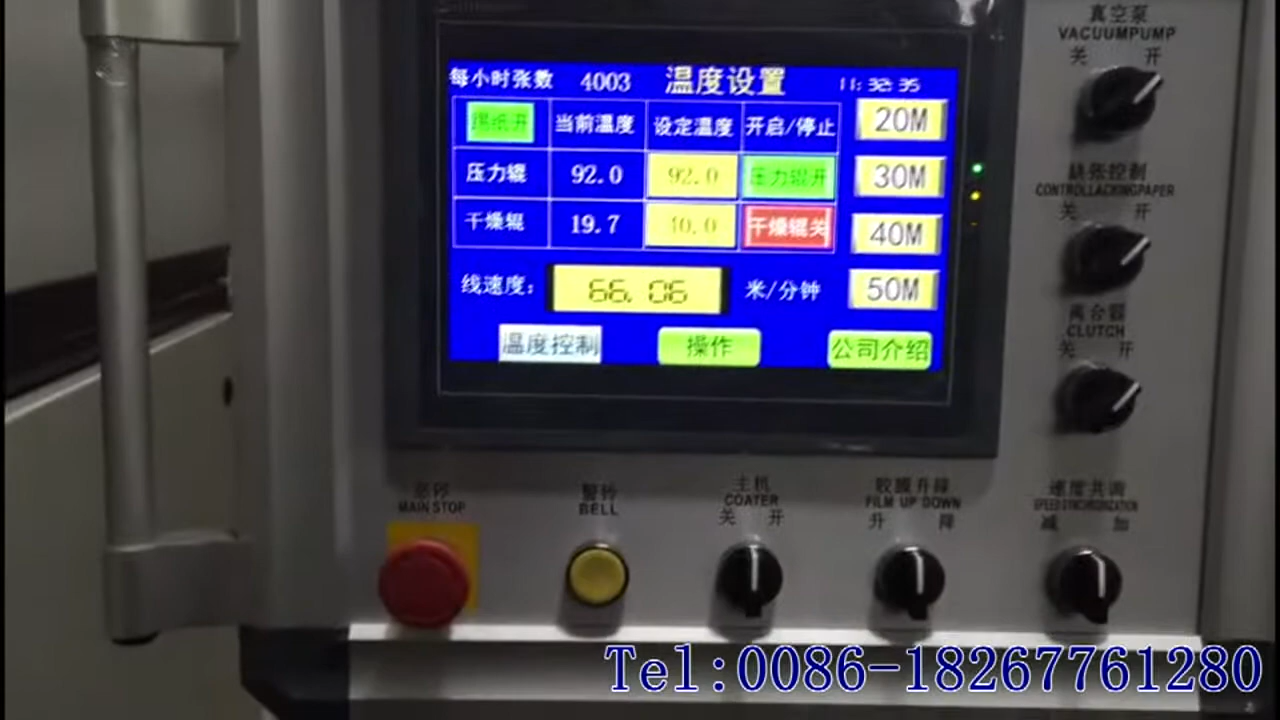 每小时张数 4003 温度设置 11:32:35
当前温度 设定温度 开启/停止 20M
压力辊 92.0 92.0 压力辊开 30M
干燥辊 19.7 40.0 干燥辊关 40M
线速度： 66.06 米/分钟 50M
温度控制 操作 公司介绍
真空泵
VACUUMPUMP
关 开
缺张控制
CONTROLLACKINGPAPER
关 开
离合器
CLUTCH
关 开
急停
MAIN STOP
警铃
BELL
主机
COATER
关 开
胶膜升降
FILM UP DOWN
升 降
速度共调
SPEED SYNCHRONIZATION
减 加
Tel:0086-18267761280